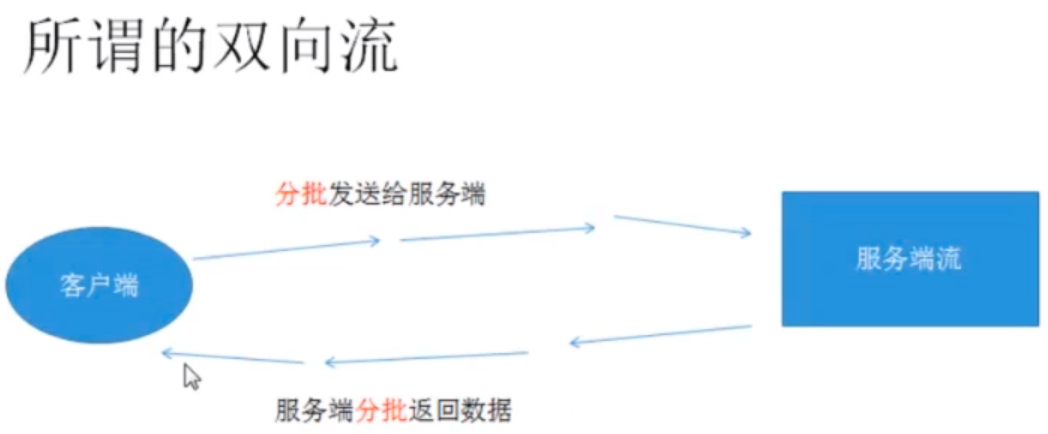 所谓的双向流
分批发送给服务端
客户端
服务端流
服务端分批返回数据